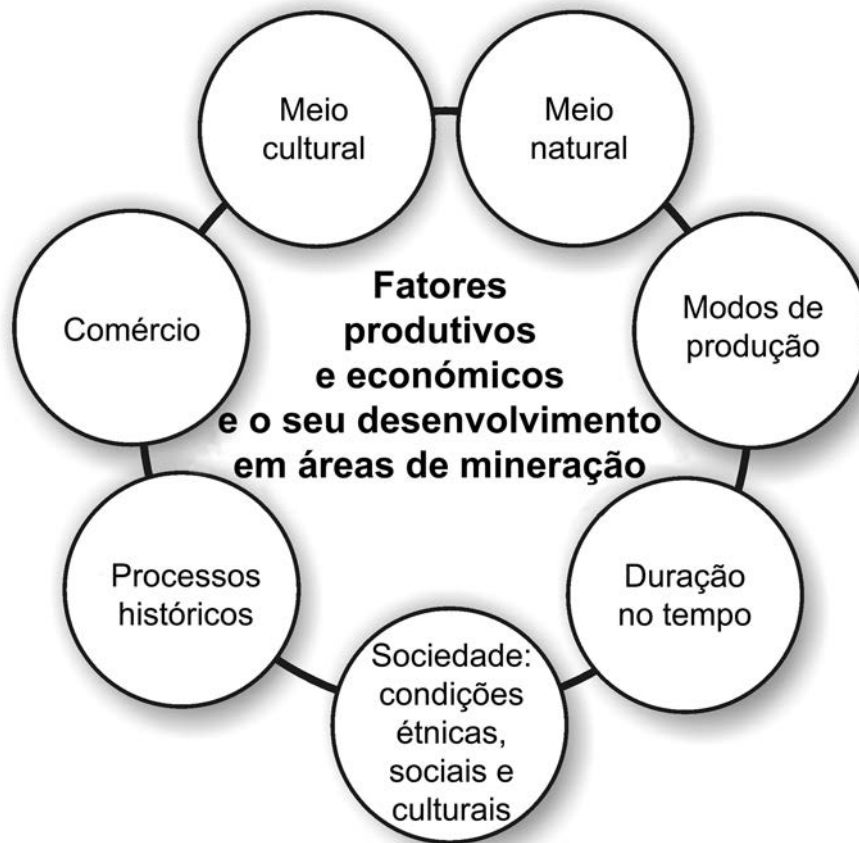 Meio
cultural
Meio
natural
Comércio
Fatores
produtivos
e económicos
e o seu desenvolvimento
em áreas de mineração
Modos de
produção
Processos
históricos
Duração
no tempo
Sociedade:
condições
étnicas,
sociais e
culturais